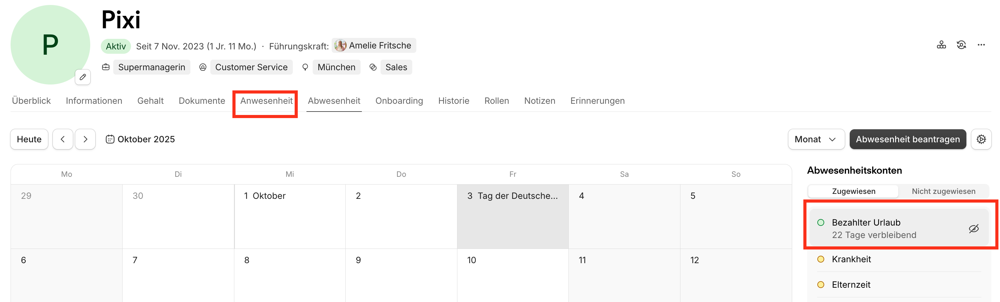 P
Pixi
Aktiv Seit 7 Nov. 2023 (1 Jr. 11 Mo.) · Führungskraft: Amelie Fritsche
Supermanagerin Customer Service München Sales
Überblick Informationen Gehalt Dokumente Anwesenheit Abwesenheit Onboarding Historie Rollen Notizen Erinnerungen
Heute Oktober 2025 Monat Abwesenheit beantragen
Mo Di Mi Do Fr Sa So
29 30 1 Oktober 2 3 Tag der Deutsche... 4 5
6 7 8 9 10 11 12
Abwesenheitskonten
Zugewiesen Nicht zugewiesen
Bezahlter Urlaub
22 Tage verbleibend
Krankheit
Elternzeit